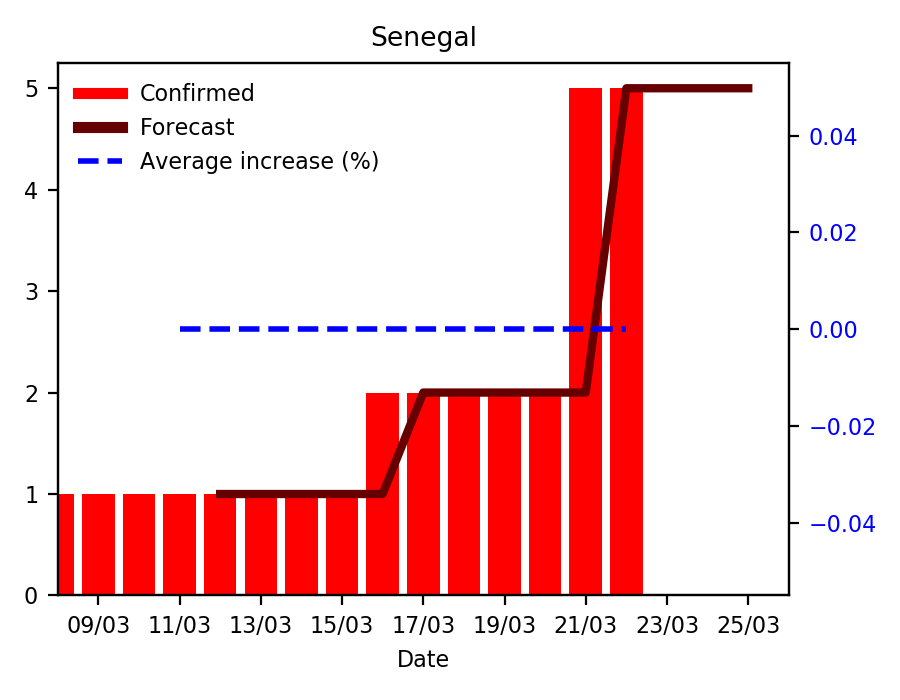 Senegal
Confirmed
Forecast
Average increase (%)
5
4
3
2
1
0
0.04
0.02
0.00
−0.02
−0.04
09/03 11/03 13/03 15/03 17/03 19/03 21/03 23/03 25/03
Date